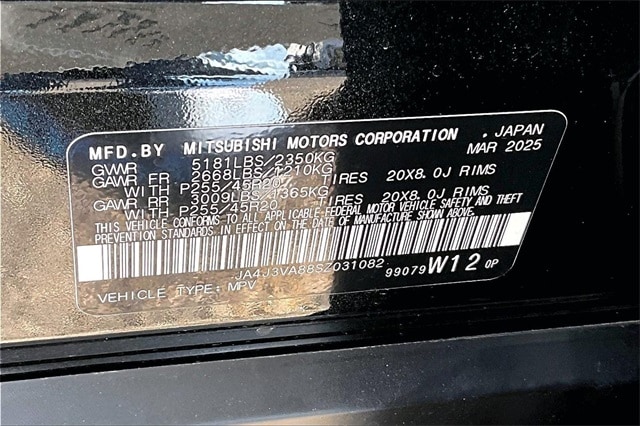 MFD.BY MITSUBISHI MOTORS CORPORATION . JAPAN
GWWR 5181LBS/2350KG MAR 2025
GAWR FR 2668LBS/1210KG
WITH P255/45R20 TIRES 20X8.0J RIMS
GAWR RR 3009LBS/1365KG
WITH P255/45R20 TIRES 20X8.0J RIMS
THIS VEHICLE CONFORMS TO ALL APPLICABLE FEDERAL MOTOR VEHICLE SAFETY AND THEFT
PREVENTION STANDARDS IN EFFECT ON THE DATE OF MANUFACTURE SHOWN ABOVE.
JA4J3VA88SZ031082
VEHICLE TYPE: MPV 99079 W12 0P